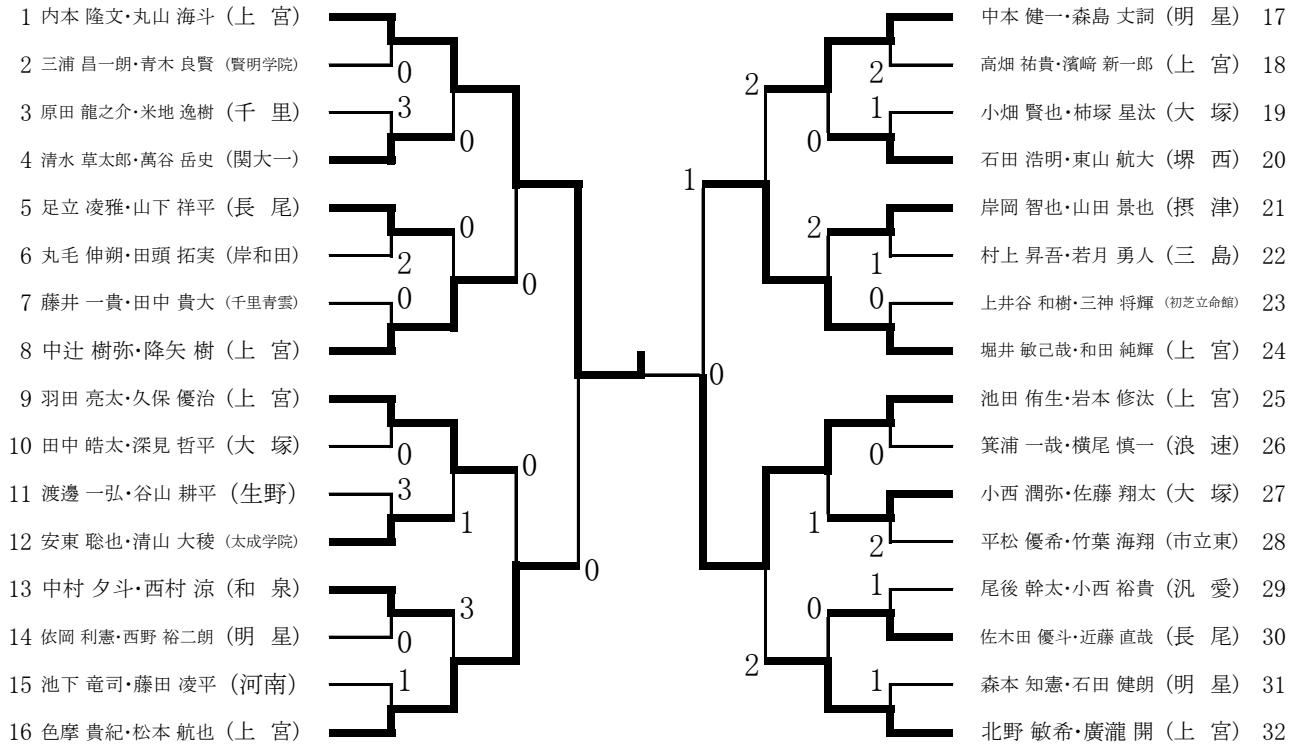 1 内本 隆文・丸山 海斗 (上 宮)
0
2 三浦 昌一朗・青木 良賢 (賢明学院)
3 原田 龍之介・米地 逸樹 (千 里)
3
0
4 清水 草太郎・萬谷 岳史 (関大一)
5 足立 凌雅・山下 祥平 (長 尾)
0
6 丸毛 伸朔・田頭 拓実 (岸和田)
2
0
7 藤井 一貴・田中 貴大 (千里青雲)
0
8 中辻 樹弥・降矢 樹 (上 宮)
9 羽田 亮太・久保 優治 (上 宮)
10 田中 皓太・深見 哲平 (大 塚)
0
0
11 渡邊 一弘・谷山 耕平 (生野)
3
1
12 安東 聡也・清山 大稜 (太成学院)
0
13 中村 夕斗・西村 涼 (和 泉)
3
14 依岡 利憲・西野 裕二朗 (明 星)
0
15 池下 竜司・藤田 凌平 (河南)
1
16 色摩 貴紀・松本 航也 (上 宮)
中本 健一・森島 丈詞 (明 星) 17
2
2
高畑 祐貴・濱﨑 新一郎 (上 宮) 18
1
小畑 賢也・柿塚 星汰 (大 塚) 19
0
石田 浩明・東山 航大 (堺 西) 20
1
岸岡 智也・山田 景也 (摂 津) 21
2
村上 昇吾・若月 勇人 (三 島) 22
1
0
上井谷 和樹・三神 将輝 (初芝立命館) 23
堀井 敏己哉・和田 純輝 (上 宮) 24
0
池田 侑生・岩本 修汰 (上 宮) 25
箕浦 一哉・横尾 慎一 (浪 速) 26
0
小西 潤弥・佐藤 翔太 (大 塚) 27
1
平松 優希・竹葉 海翔 (市立東) 28
2
尾後 幹太・小西 裕貴 (汎 愛) 29
1
0
佐木田 優斗・近藤 直哉 (長 尾) 30
2
森本 知憲・石田 健朗 (明 星) 31
1
北野 敏希・廣瀧 開 (上 宮) 32